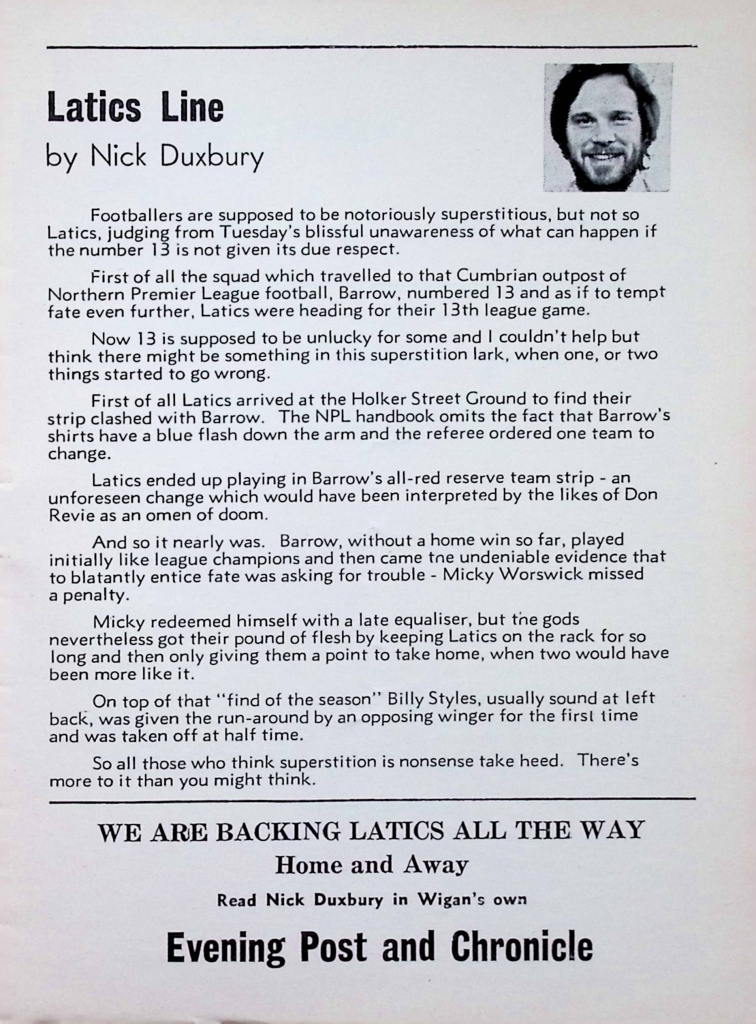 Latics Line
by Nick Duxbury
Footballers are supposed to be notoriously superstitious, but not so
Latics, judging from Tuesday's blissful unawareness of what can happen if
the number 13 is not given its due respect.
First of all the squad which travelled to that Cumbrian outpost of
Northern Premier League football, Barrow, numbered 13 and as if to tempt
fate even further, Latics were heading for their 13th league game.
Now 13 is supposed to be unlucky for some and I couldn't help but
think there might be something in this superstition lark, when one, or two
things started to go wrong.
First of all Latics arrived at the Holker Street Ground to find their
strip clashed with Barrow. The NPL handbook omits the fact that Barrow's
shirts have a blue flash down the arm and the referee ordered one team to
change.
Latics ended up playing in Barrow's all-red reserve team strip - an
unforeseen change which would have been interpreted by the likes of Don
Revie as an omen of doom.
And so it nearly was. Barrow, without a home win so far, played
initially like league champions and then came the undeniable evidence that
to blatantly entice fate was asking for trouble - Micky Worswick missed
a penalty.
Micky redeemed himself with a late equaliser, but the gods
nevertheless got their pound of flesh by keeping Latics on the rack for so
long and then only giving them a point to take home, when two would have
been more like it.
On top of that "find of the season" Billy Styles, usually sound at left
back, was given the run-around by an opposing winger for the first time
and was taken off at half time.
So all those who think superstition is nonsense take heed. There's
more to it than you might think.
WE ARE BACKING LATICS ALL THE WAY
Home and Away
Read Nick Duxbury in Wigan's own
Evening Post and Chronicle